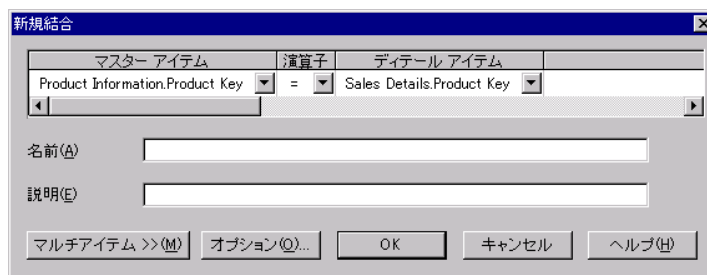 新規結合
マスター アイテム 演算子 ディテール アイテム
Product Information.Product Key = Sales Details.Product Key
名前(A)
説明(E)
マルチアイテム >>(M) オプション(O)... OK キャンセル ヘルプ(H)